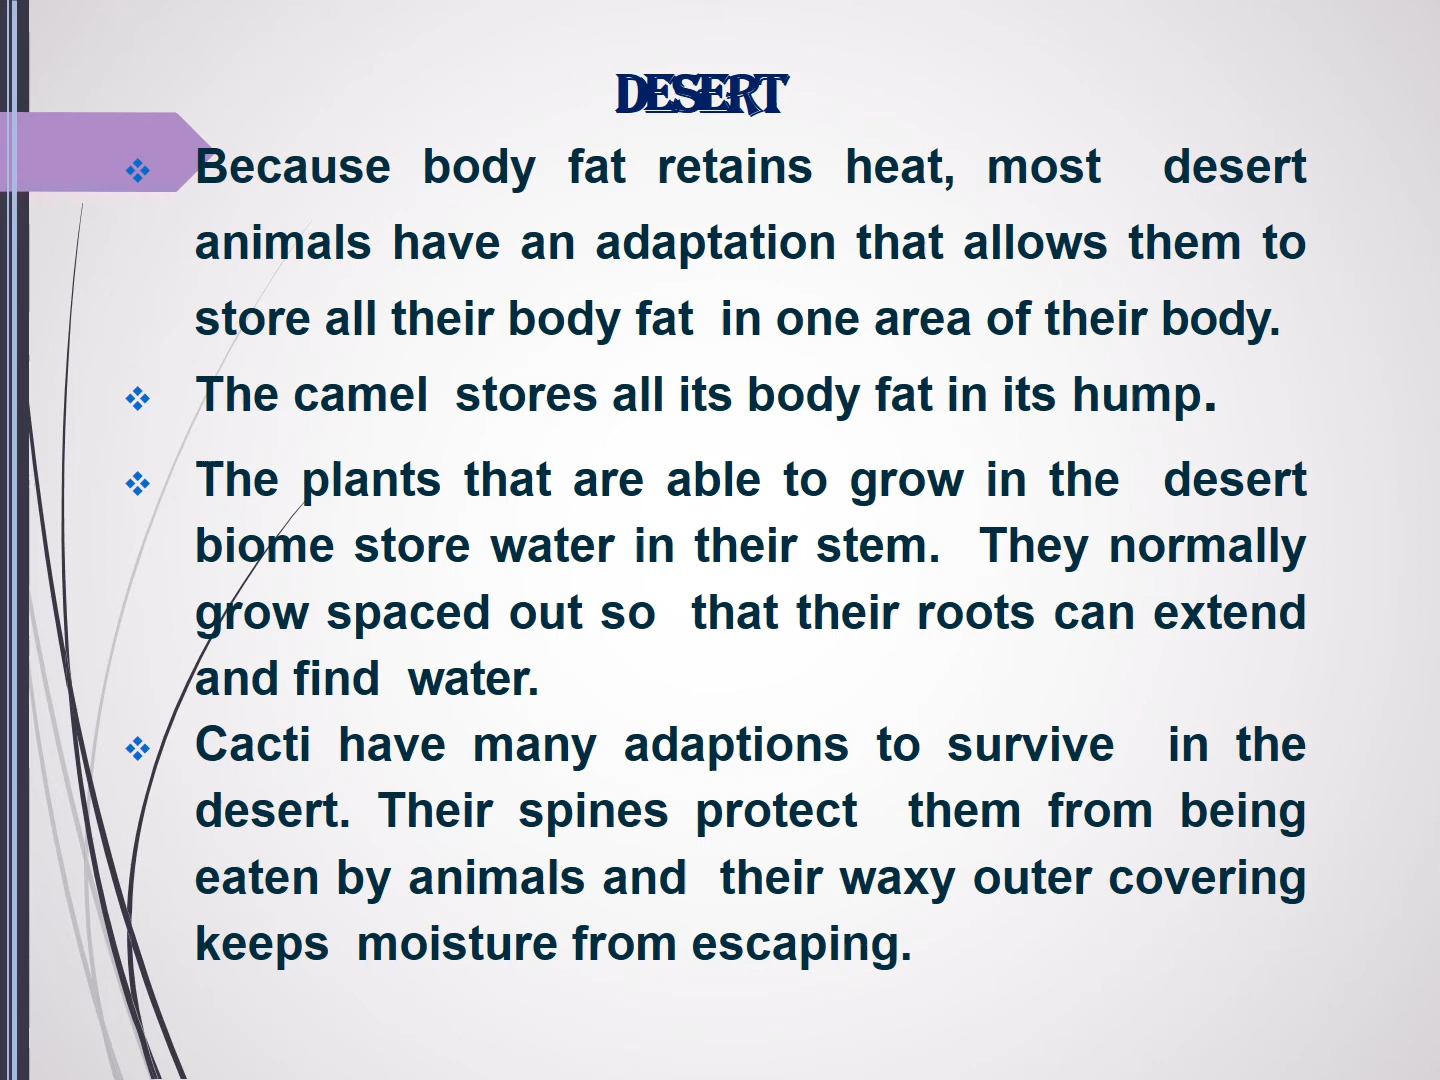 DESERT
❖ Because body fat retains heat, most desert
animals have an adaptation that allows them to
store all their body fat in one area of their body.
❖ The camel stores all its body fat in its hump.
❖ The plants that are able to grow in the desert
biome store water in their stem. They normally
grow spaced out so that their roots can extend
and find water.
❖ Cacti have many adaptions to survive in the
desert. Their spines protect them from being
eaten by animals and their waxy outer covering
keeps moisture from escaping.